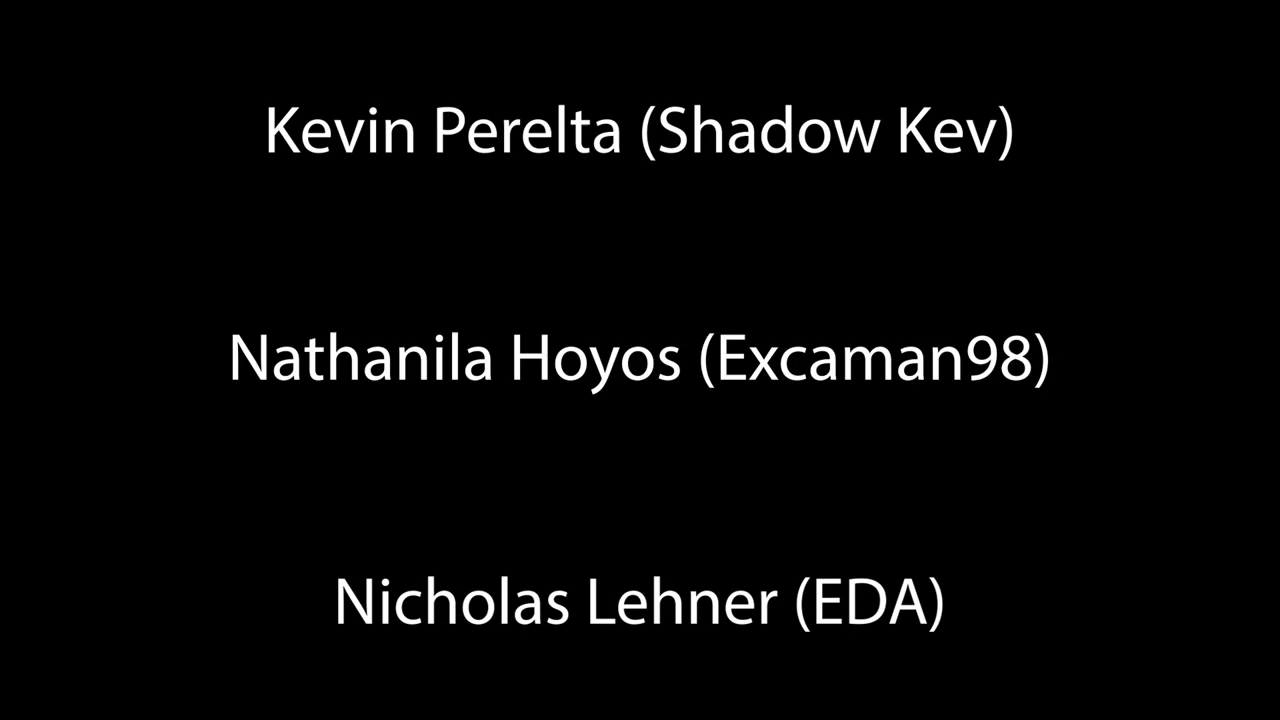 Kevin Perelta (Shadow Kev)
Nathanila Hoyos (Excaman98)
Nicholas Lehner (EDA)